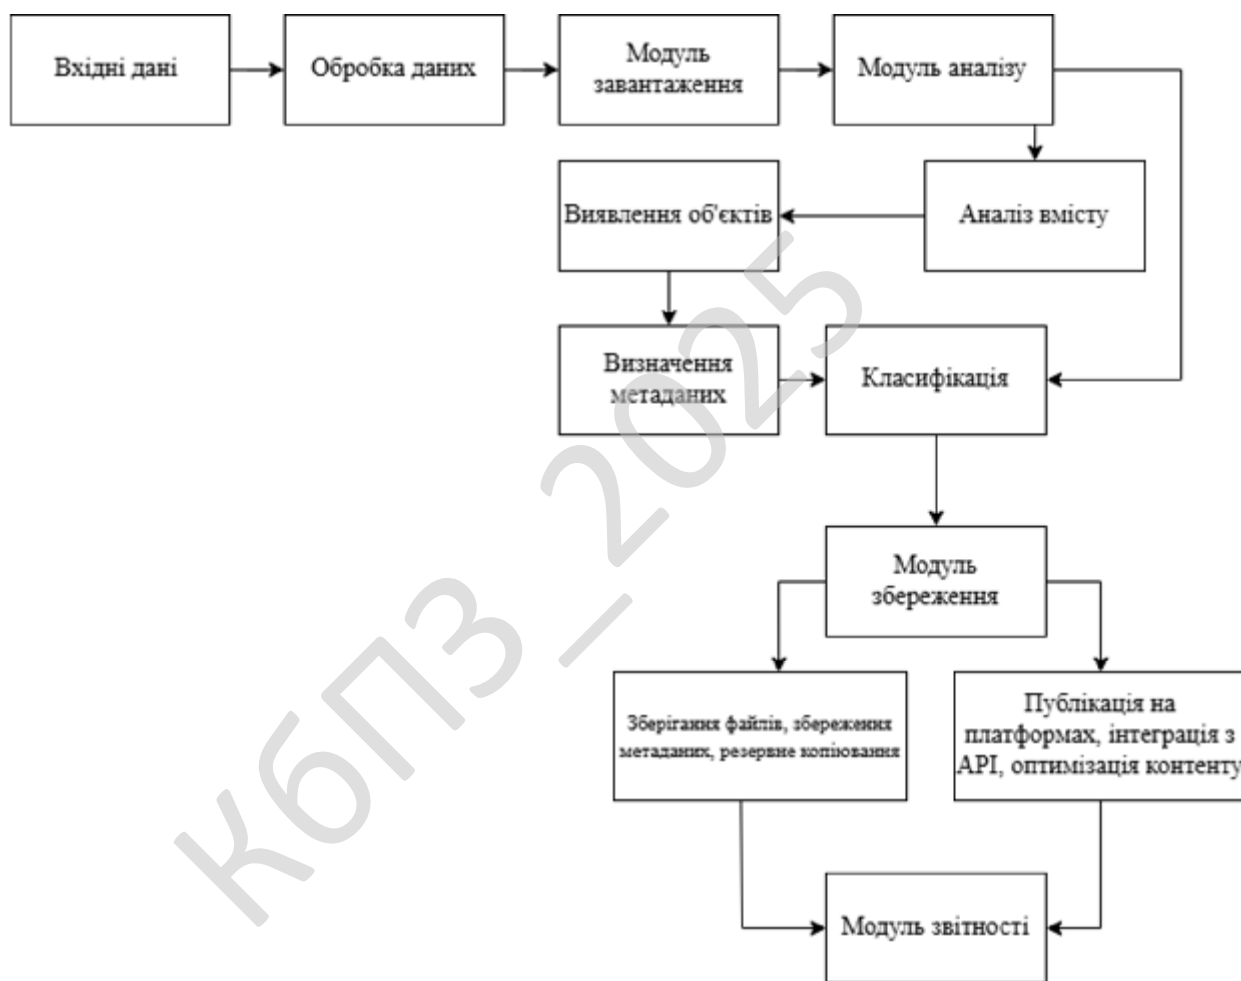 Вхідні дані
Обробка даних
Модуль
завантаження
Модуль аналізу
Виявлення об'єктів
Аналіз вмісту
Визначення
метаданих
Класифікація
Модуль
збереження
Зберігання файлів, збереження
метаданих, резервне копіювання
Публікація на
платформах, інтеграція з
API, оптимізація контенту
Модуль звітності
КбПЗ_2025